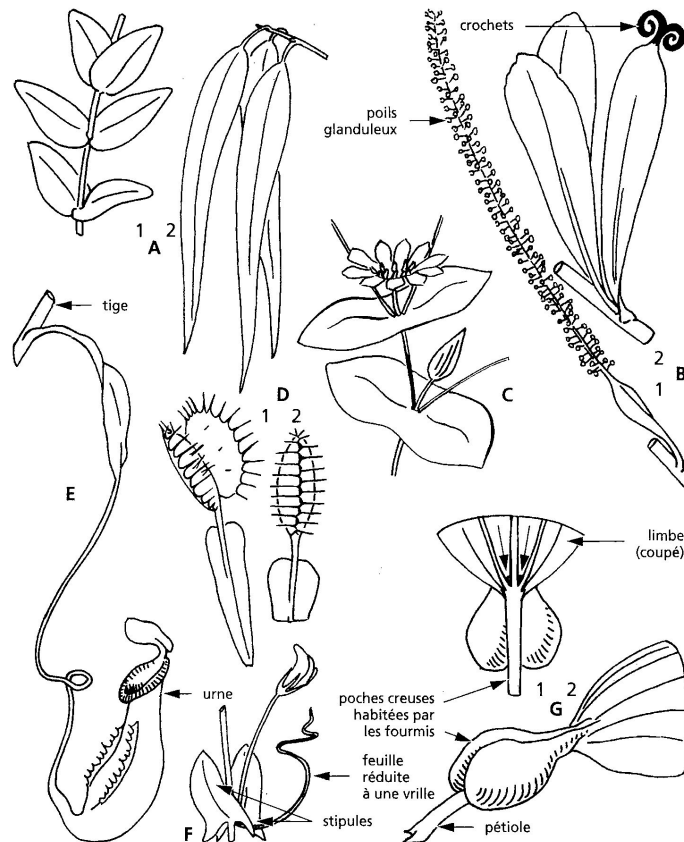 crochets
poils
glanduleux
1 2
A
tige
2
B
1
C
D
1 2
E
limbe
(coupé)
urne
poches creuses
habitées par
les fourmis
1 2
G
feuille
réduite
à une vrille
stipules
F
pétiole